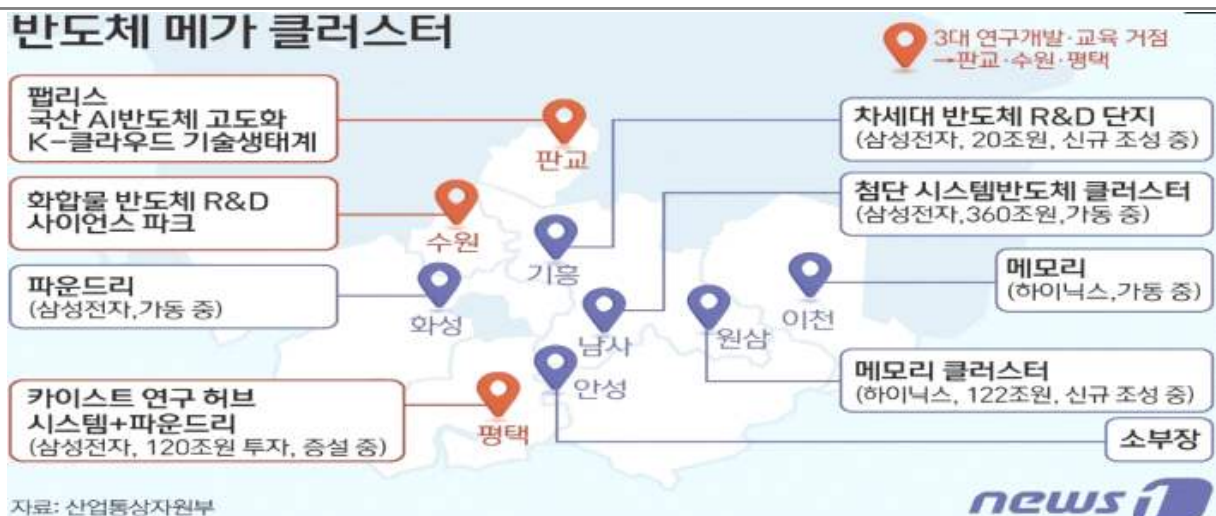 반도체 메가 클러스터
3대 연구개발·교육 거점
→판교·수원·평택
팹리스
국산 AI반도체 고도화
K-클라우드 기술생태계
화합물 반도체 R&D
사이언스 파크
파운드리
(삼성전자,가동 중)
카이스트 연구 허브
시스템+파운드리
(삼성전자, 120조원 투자, 증설 중)
판교
수원
기흥
화성
남사
원삼
이천
안성
평택
차세대 반도체 R&D 단지
(삼성전자, 20조원, 신규 조성 중)
첨단 시스템반도체 클러스터
(삼성전자,360조원,가동 중)
메모리
(하이닉스,가동 중)
메모리 클러스터
(하이닉스, 122조원, 신규 조성 중)
소부장
자료: 산업통상자원부
news1